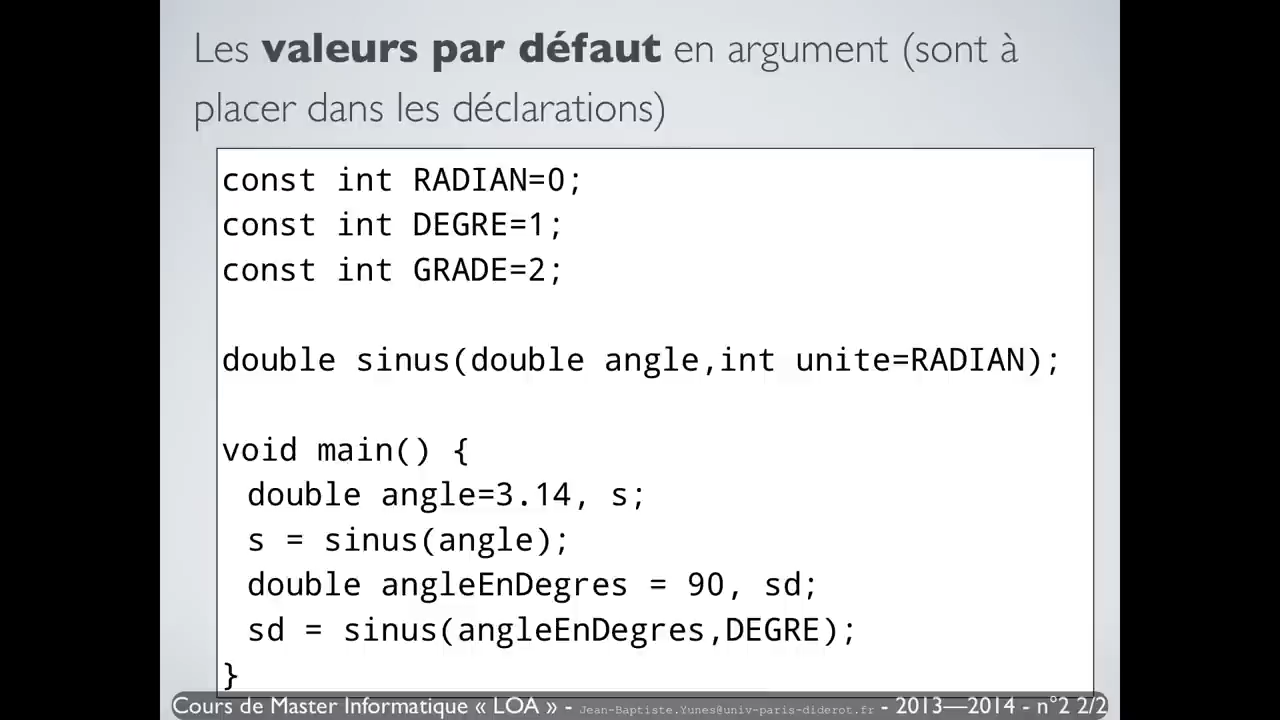 Les valeurs par défaut en argument (sont à
placer dans les déclarations)
const int RADIAN=0;
const int DEGRE=1;
const int GRADE=2;
double sinus(double angle,int unite=RADIAN);
void main() {
double angle=3.14, s;
s = sinus(angle);
double angleEnDegres = 90, sd;
sd = sinus(angleEnDegres,DEGRE);
}
Cours de Master Informatique « LOA » - Jean-Baptiste.Yunes@univ-paris-diderot.fr - 2013—2014 - n°2 2/2